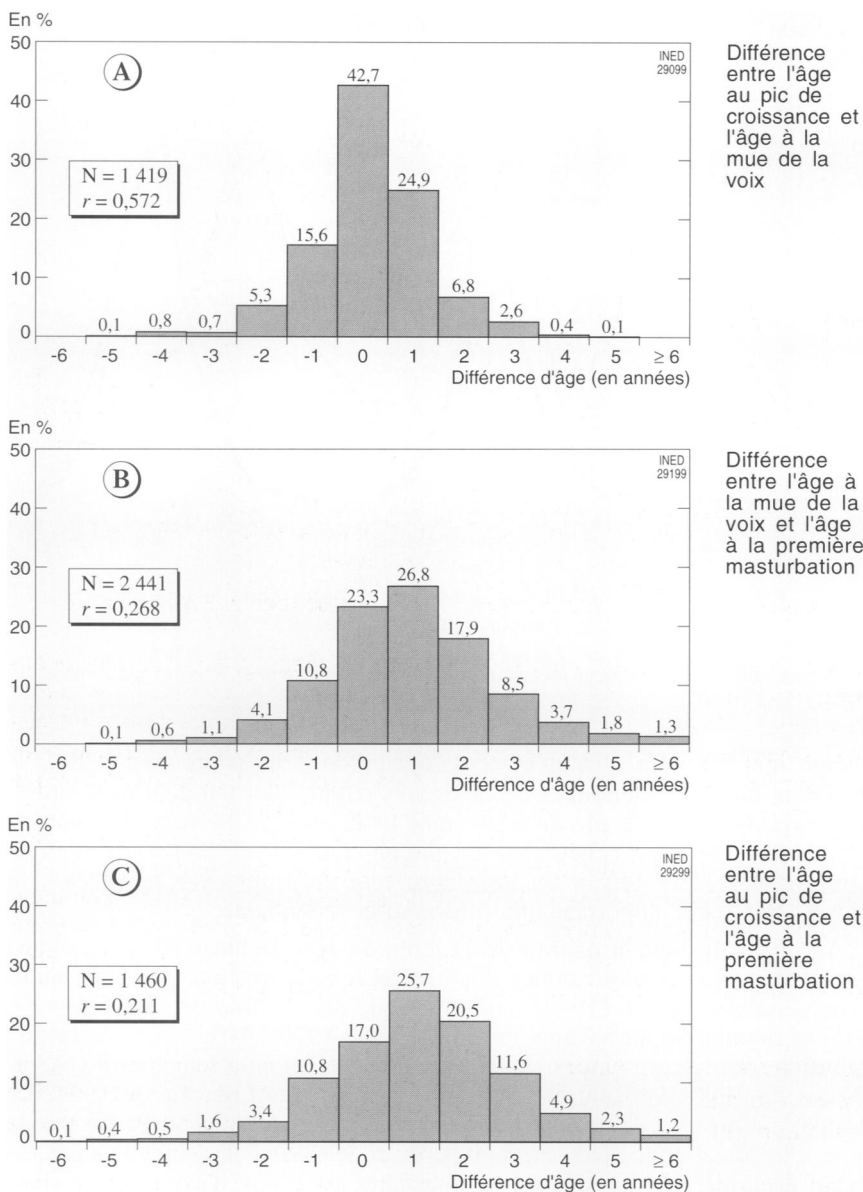 En %
50
40
30
20
10
0
A
N = 1 419
r = 0,572
INED
29099
0,1 0,8 0,7 5,3 15,6 42,7 24,9 6,8 2,6 0,4 0,1
-6 -5 -4 -3 -2 -1 0 1 2 3 4 5 ≥ 6
Différence d'âge (en années)
Différence
entre l'âge
au pic de
croissance et
l'âge à la
mue de la
voix
En %
50
40
30
20
10
0
B
N = 2 441
r = 0,268
INED
29199
0,1 0,6 1,1 4,1 10,8 23,3 26,8 17,9 8,5 3,7 1,8 1,3
-6 -5 -4 -3 -2 -1 0 1 2 3 4 5 ≥ 6
Différence d'âge (en années)
Différence
entre l'âge à
la mue de la
voix et l'âge
à la première
masturbation
En %
50
40
30
20
10
0
C
N = 1 460
r = 0,211
INED
29299
0,1 0,4 0,5 1,6 3,4 10,8 17,0 25,7 20,5 11,6 4,9 2,3 1,2
-6 -5 -4 -3 -2 -1 0 1 2 3 4 5 ≥ 6
Différence d'âge (en années)
Différence
entre l'âge
au pic de
croissance et
l'âge à la
première
masturbation